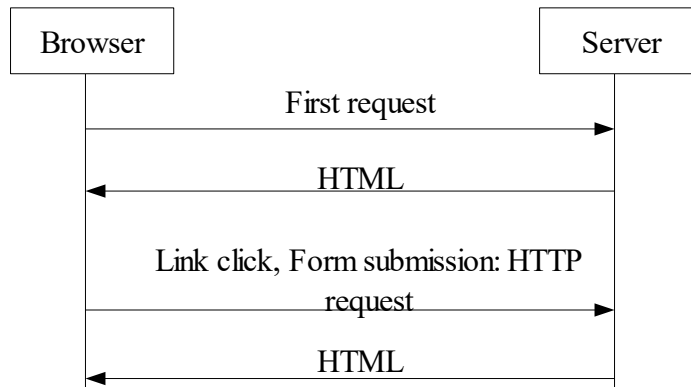 Browser
Server
First request
HTML
Link click, Form submission: HTTP
request
HTML